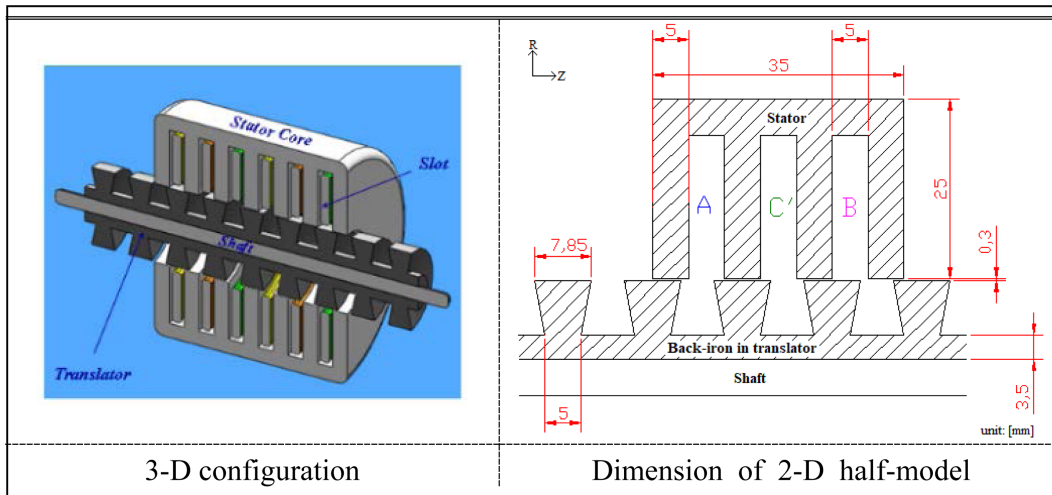 Stator Core
Slot
Shaft
Translator
3-D configuration
R
Z
5
5
35
Stator
A
C'
B
25
0,3
7,85
Back-iron in translator
Shaft
3,5
5
unit: [mm]
Dimension of 2-D half-model